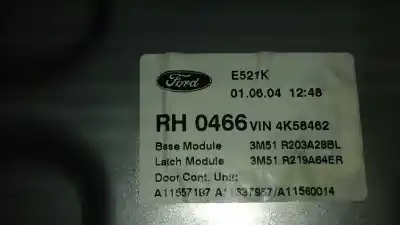 Ford
E521K
01.06.04 12:48
RH 0466 VIN 4K58462
Base Module 3M51 R203A28BL
Latch Module 3M51 R219A64ER
Door Cont. Unit:
/A11560014